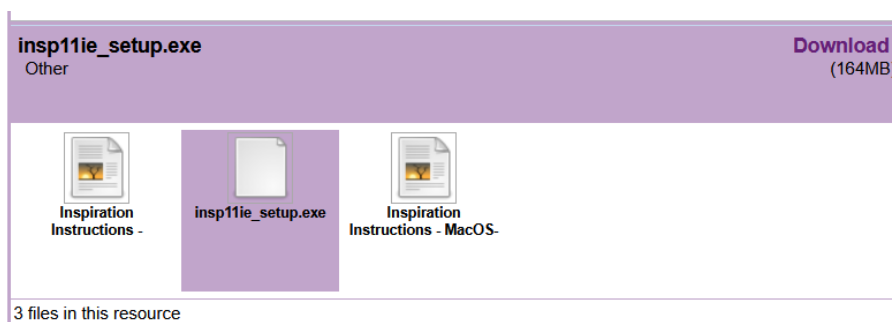 insp11ie_setup.exe
Download
Other
(164MB)
Inspiration
Instructions -
insp11ie_setup.exe
Inspiration
Instructions - MacOS-
3 files in this resource